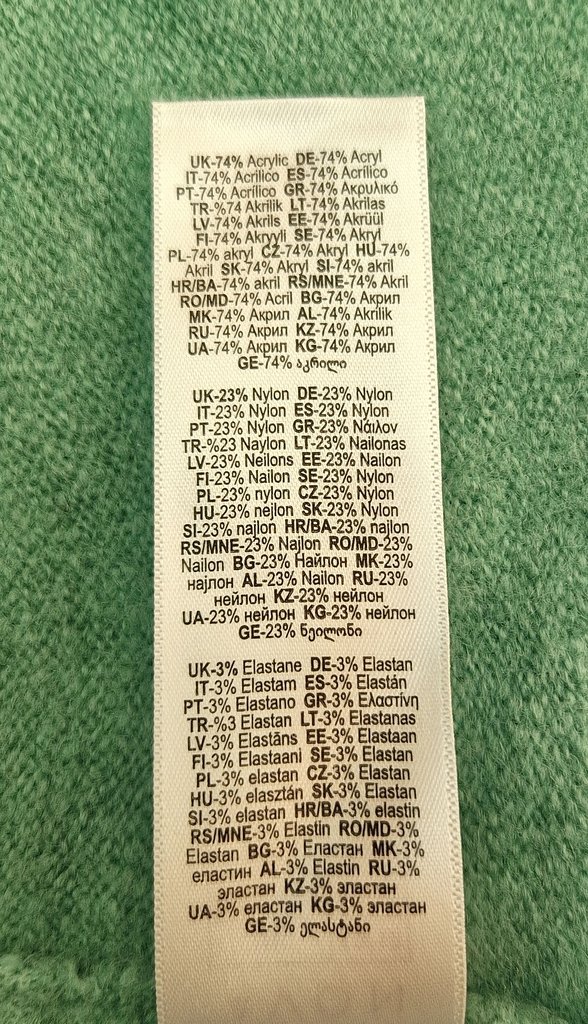 UK-74% Acrylic DE-74% Acryl
IT-74% Acrilico ES-74% Acrílico
PT-74% Acrílico GR-74% Ακρυλικό
TR-%74 Akrilik LT-74% Akrilas
LV-74% Akrils EE-74% Akrüül
FI-74% Akryyli SE-74% Akryl
PL-74% akryl CZ-74% Akryl HU-74%
Akril SK-74% Akryl SI-74% akril
HR/BA-74% akril RS/MNE-74% Akril
RO/MD-74% Acril BG-74% Акрил
MK-74% Акрил AL-74% Akrilik
RU-74% Акрил KZ-74% Акрил
UA-74% Акрил KG-74% Акрил
GE-74% აკრილი
UK-23% Nylon DE-23% Nylon
IT-23% Nylon ES-23% Nylon
PT-23% Nylon GR-23% Νάιλον
TR-%23 Naylon LT-23% Nailonas
LV-23% Neilons EE-23% Nailon
FI-23% Nailon SE-23% Nylon
PL-23% nylon CZ-23% Nylon
HU-23% nejlon SK-23% Nylon
SI-23% najlon HR/BA-23% najlon
RS/MNE-23% Najlon RO/MD-23%
Nailon BG-23% Найлон MK-23%
најлон AL-23% Nailon RU-23%
нейлон KZ-23% нейлон
UA-23% нейлон KG-23% нейлон
GE-23% ნეილონი
UK-3% Elastane DE-3% Elastan
IT-3% Elastam ES-3% Elastán
PT-3% Elastano GR-3% Ελαστίνη
TR-%3 Elastan LT-3% Elastanas
LV-3% Elastāns EE-3% Elastaan
FI-3% Elastaani SE-3% Elastan
PL-3% elastan CZ-3% Elastan
HU-3% elasztán SK-3% Elastan
SI-3% elastan HR/BA-3% elastin
RS/MNE-3% Elastin RO/MD-3%
Elastan BG-3% Еластан MK-3%
еластин AL-3% Elastin RU-3%
эластан KZ-3% эластан
UA-3% еластан KG-3% эластан
GE-3% ელასტანი